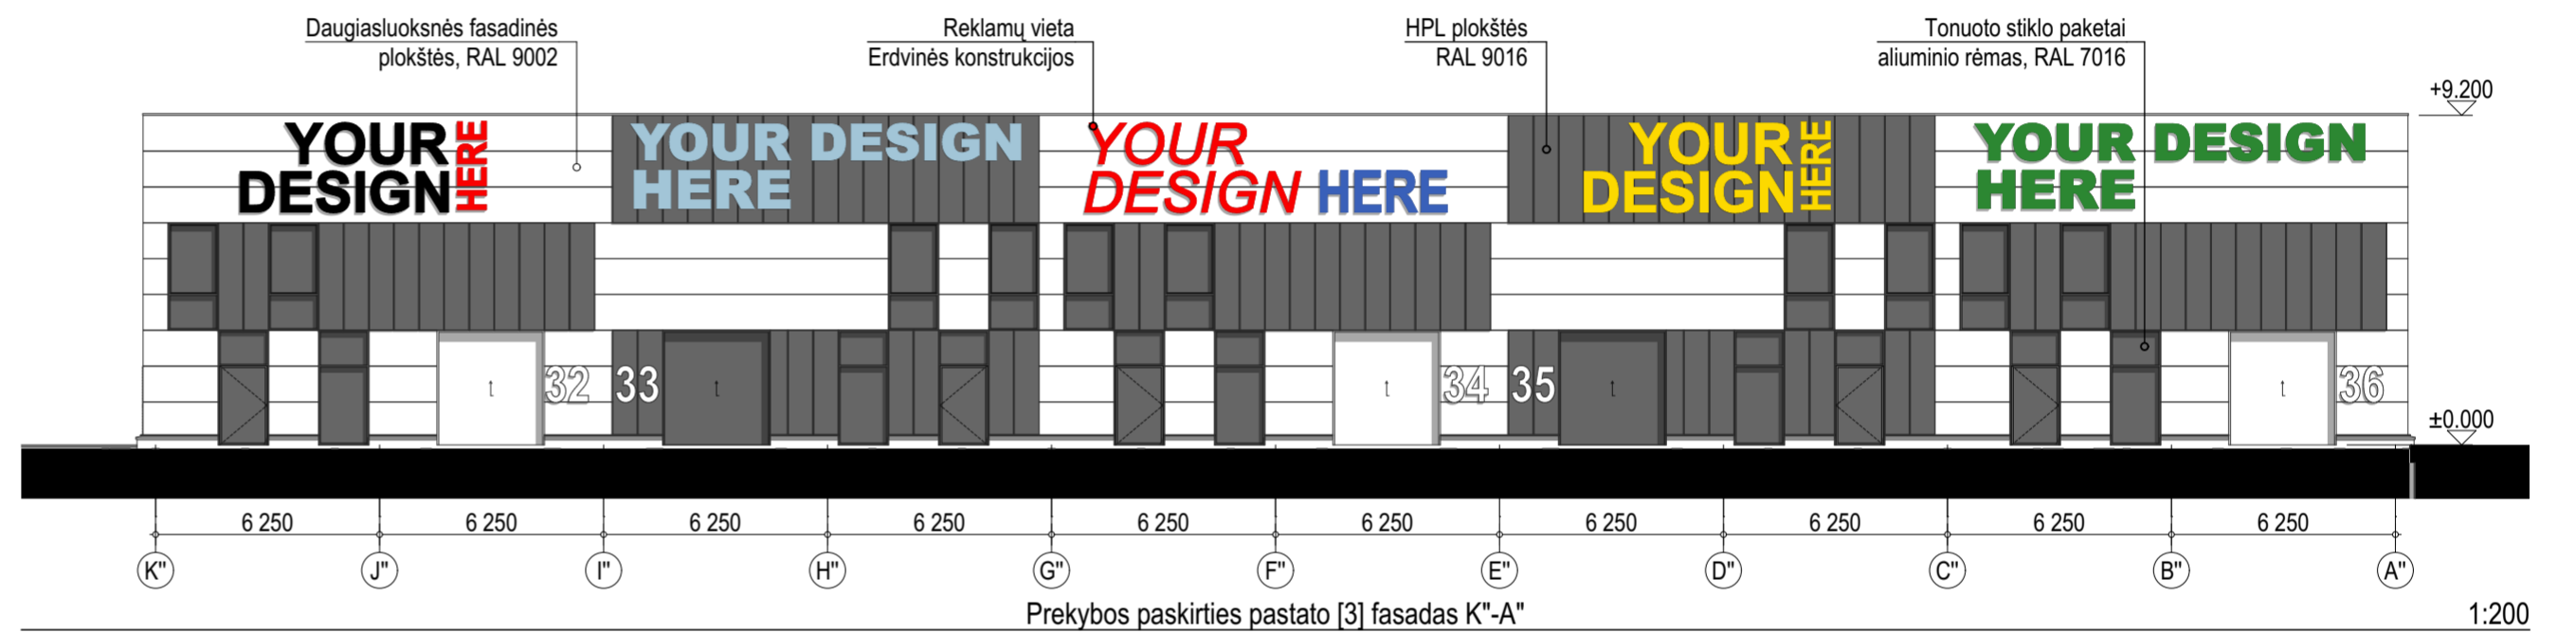 Daugiasluoksnės fasadinės
plokštės, RAL 9002
Reklamų vieta
Erdvinės konstrukcijos
HPL plokštės
RAL 9016
Tonuoto stiklo paketai
aliuminio rėmas, RAL 7016
+9.200
YOUR
DESIGN
HERE
YOUR DESIGN
HERE
YOUR
DESIGN HERE
YOUR
DESIGN
HERE
YOUR DESIGN
HERE
32
33
34
35
36
±0.000
6 250
6 250
6 250
6 250
6 250
6 250
6 250
6 250
6 250
6 250
K"
J"
I"
H"
G"
F"
E"
D"
C"
B"
A"
Prekybos paskirties pastato [3] fasadas K"-A"
1:200